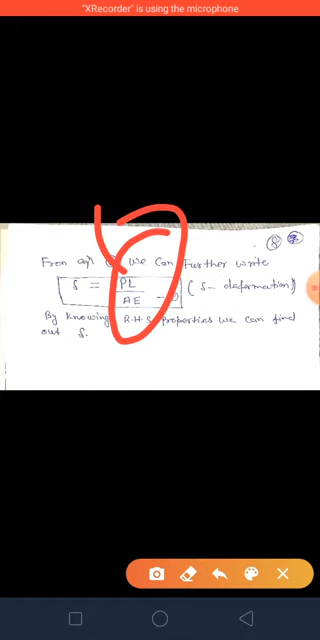 "XRecorder" is using the microphone
8
From eqn we can Further write
δ = PL / AE (δ - deformation)
By knowing R.H.S properties we can find
out δ.